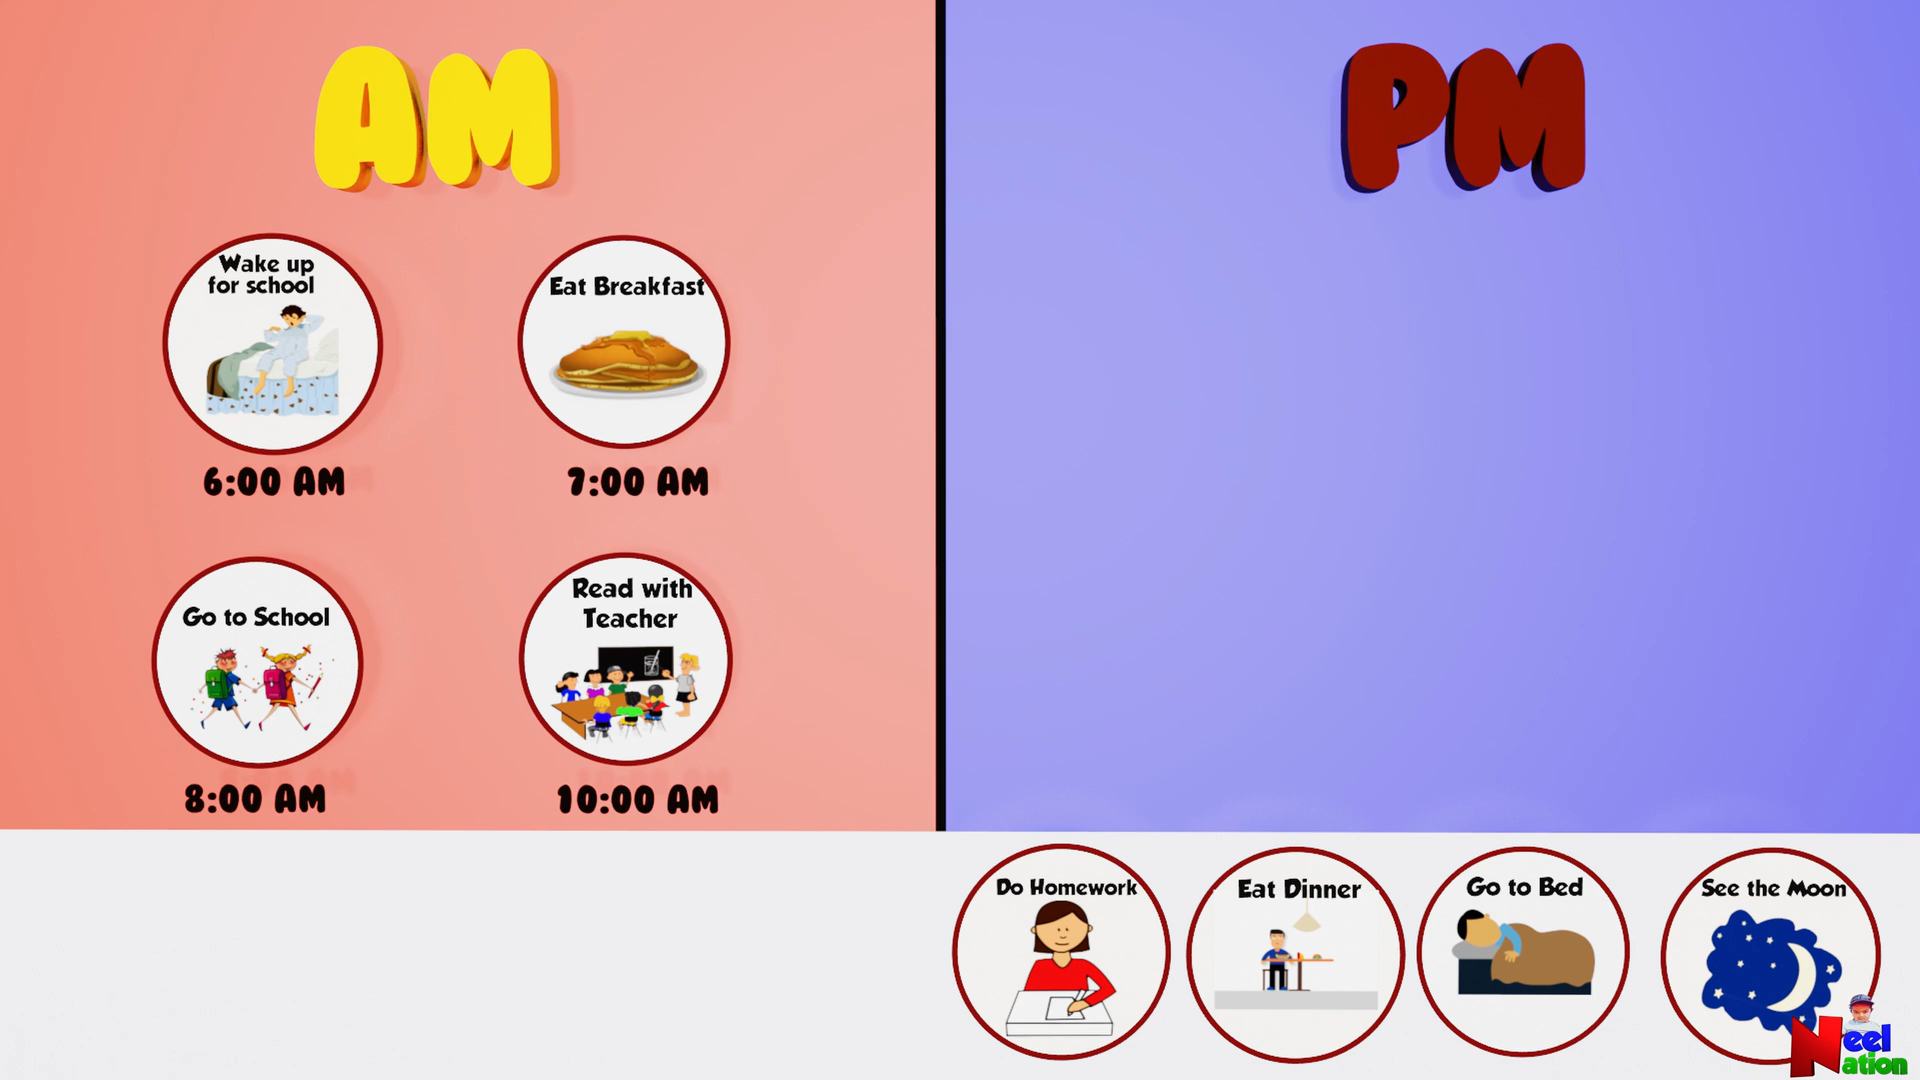 AM
PM
Wake up
for school
Eat Breakfast
6:00 AM
7:00 AM
Go to School
Read with
Teacher
8:00 AM
10:00 AM
Do Homework
Eat Dinner
Go to Bed
See the Moon
Neel
Nation